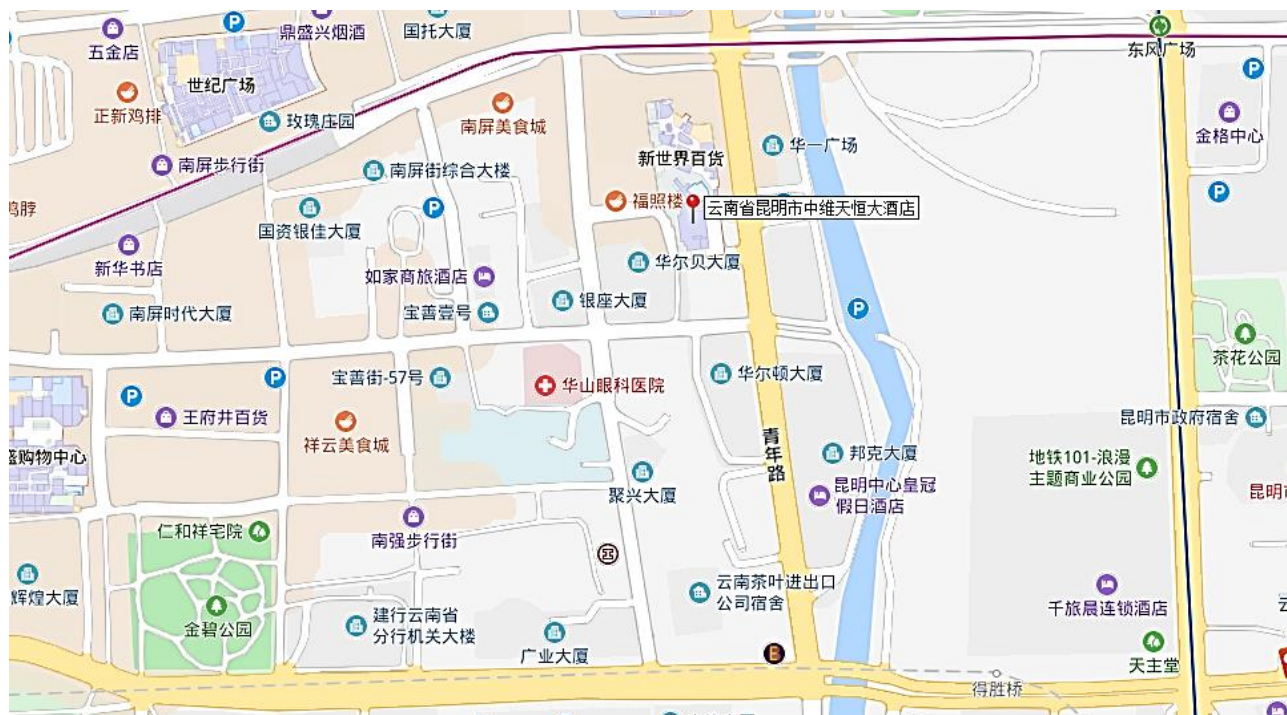 五金店
P
鼎盛兴烟酒
国托大厦
东风广场
世纪广场
P
正新鸡排
玫瑰庄园
南屏美食城
金格中心
南屏步行街
南屏街综合大楼
新世界百货
华一广场
鸡脖
国资银佳大厦
P
福照楼
云南省昆明市中维天恒大酒店
P
新华书店
如家商旅酒店
华尔贝大厦
南屏时代大厦
宝善壹号
银座大厦
P
茶花公园
P
P
宝善街-57号
华山眼科医院
华尔顿大厦
王府井百货
祥云美食城
昆明市政府宿舍
盛购物中心
青年路
邦克大厦
地铁101-浪漫
主题商业公园
聚兴大厦
昆明中心皇冠
假日酒店
仁和祥宅院
南强步行街
辉煌大厦
云南茶叶进出口
公司宿舍
千旅晨连锁酒店
金碧公园
建行云南省
分行机关大楼
广业大厦
天主堂
得胜桥